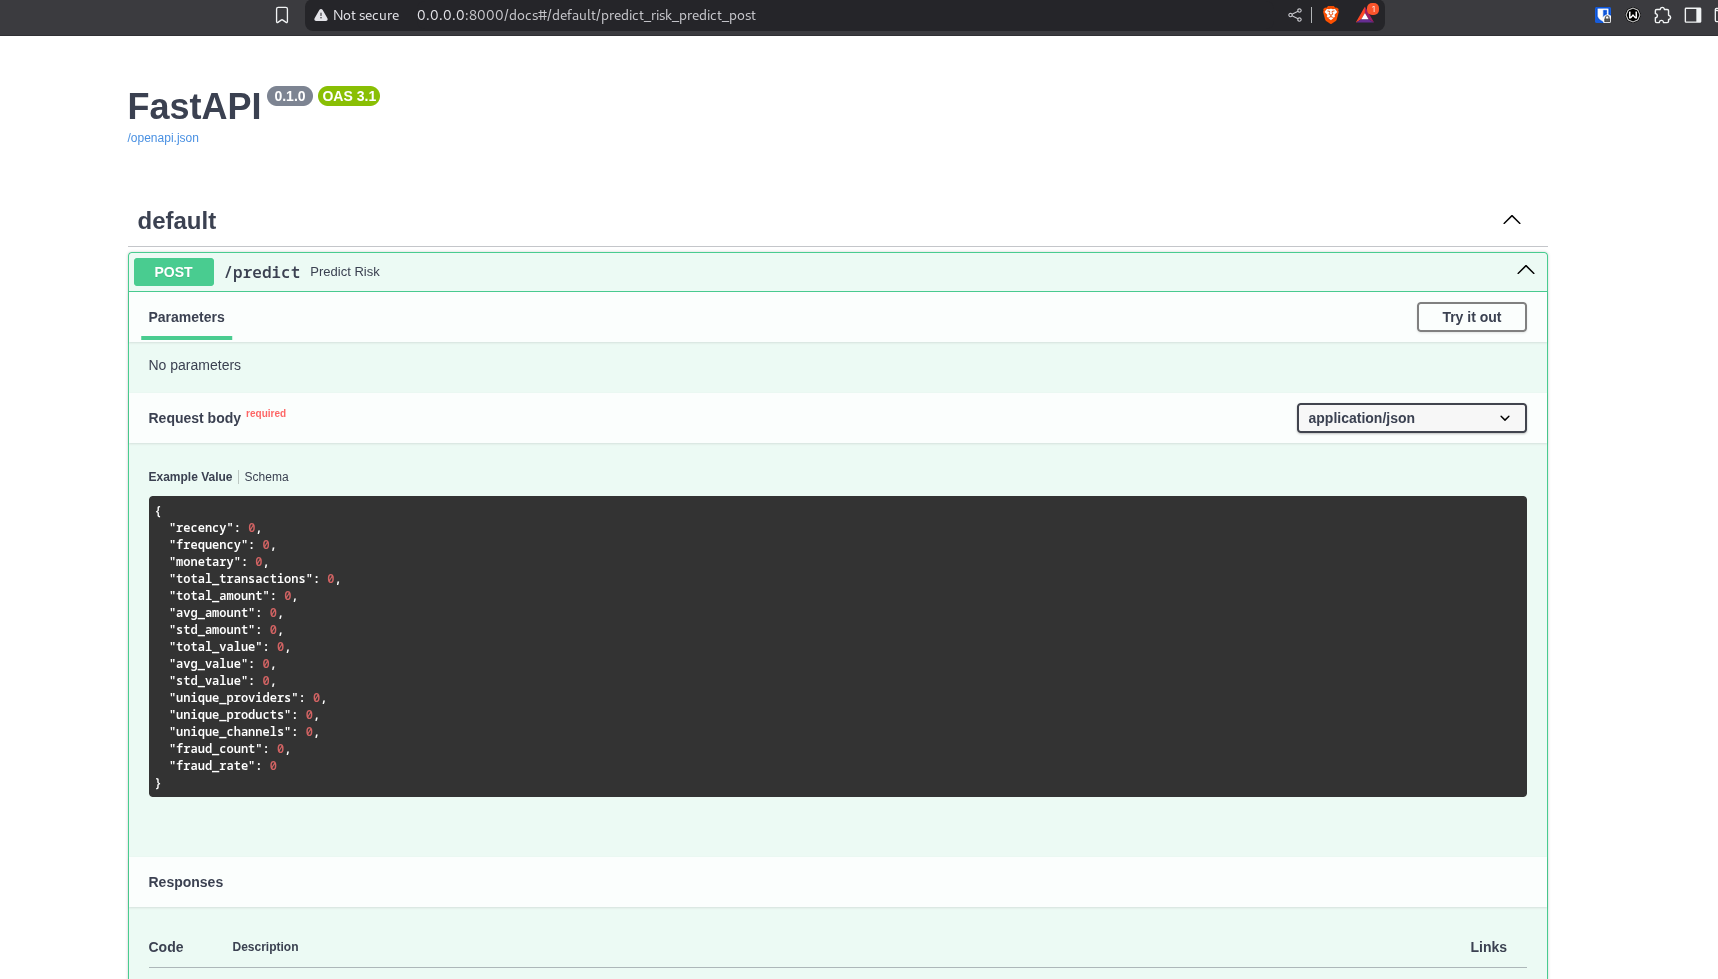 Not secure 0.0.0.0:8000/docs#/default/predict_risk_predict_post 1
FastAPI 0.1.0 OAS 3.1
/openapi.json
default
POST /predict Predict Risk
Parameters Try it out
No parameters
Request body required application/json
Example Value Schema
{
"recency": 0,
"frequency": 0,
"monetary": 0,
"total_transactions": 0,
"total_amount": 0,
"avg_amount": 0,
"std_amount": 0,
"total_value": 0,
"avg_value": 0,
"std_value": 0,
"unique_providers": 0,
"unique_products": 0,
"unique_channels": 0,
"fraud_count": 0,
"fraud_rate": 0
}
Responses
Code Description Links